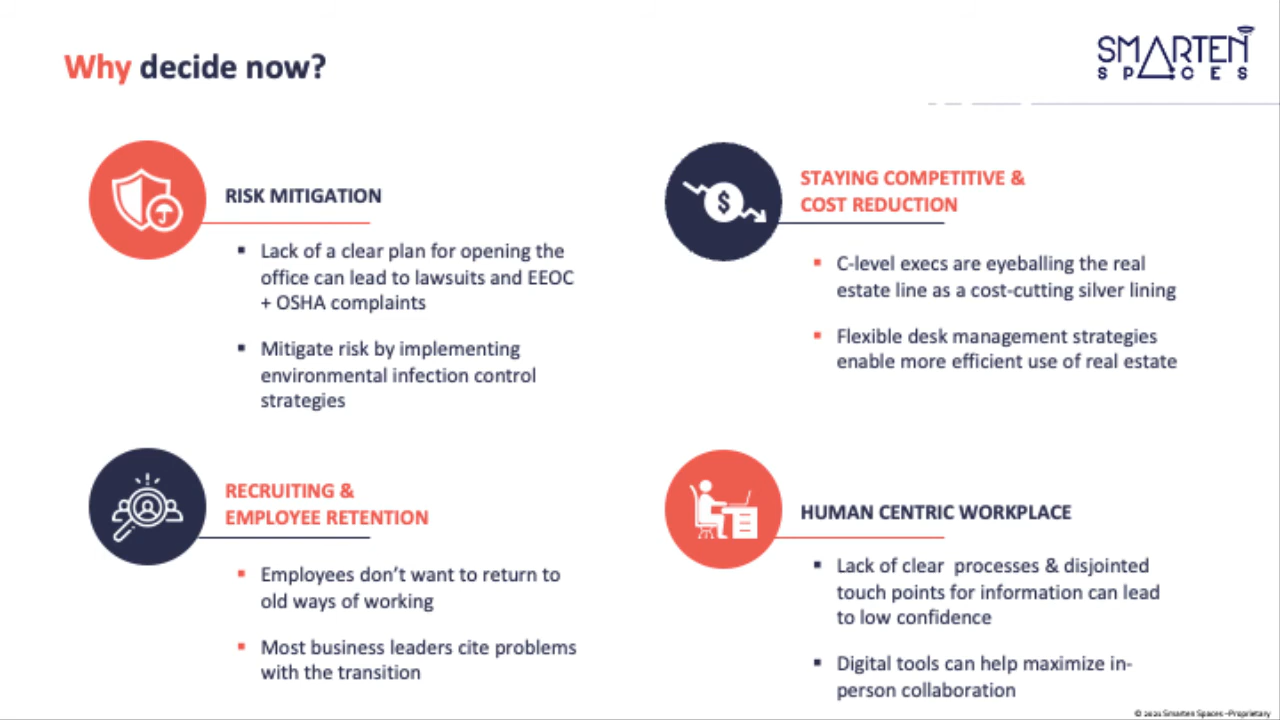 Why decide now?
SMARTEN
SPACES
RISK MITIGATION
▪ Lack of a clear plan for opening the
office can lead to lawsuits and EEOC
+ OSHA complaints
▪ Mitigate risk by implementing
environmental infection control
strategies
STAYING COMPETITIVE &
COST REDUCTION
▪ C-level execs are eyeballing the real
estate line as a cost-cutting silver lining
▪ Flexible desk management strategies
enable more efficient use of real estate
RECRUITING &
EMPLOYEE RETENTION
▪ Employees don’t want to return to
old ways of working
▪ Most business leaders cite problems
with the transition
HUMAN CENTRIC WORKPLACE
▪ Lack of clear  processes & disjointed
touch points for information can lead
to low confidence
▪ Digital tools can help maximize in-
person collaboration
© 2021 Smarten Spaces -Proprietary